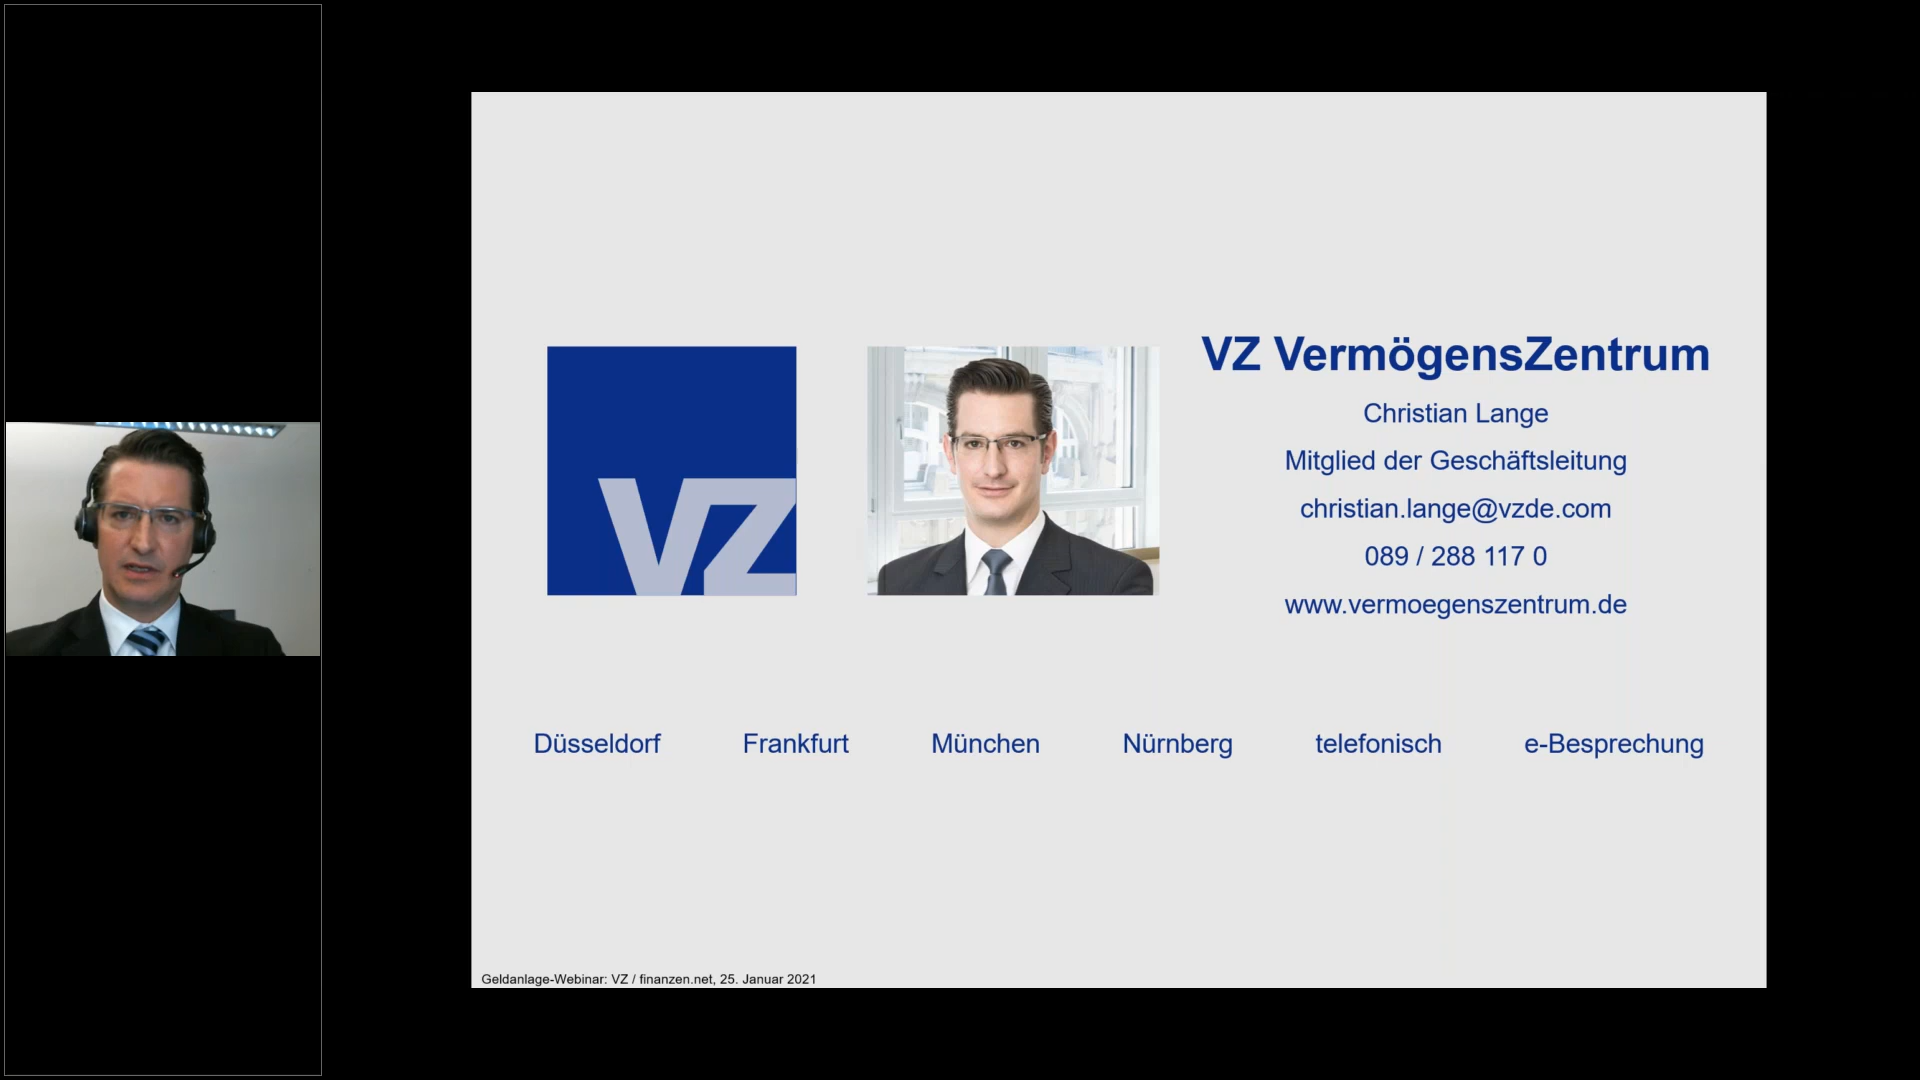 VZ
VZ VermögensZentrum
Christian Lange
Mitglied der Geschäftsleitung
christian.lange@vzde.com
089 / 288 117 0
www.vermoegenszentrum.de
Düsseldorf Frankfurt München Nürnberg telefonisch e-Besprechung
Geldanlage-Webinar: VZ / finanzen.net, 25. Januar 2021